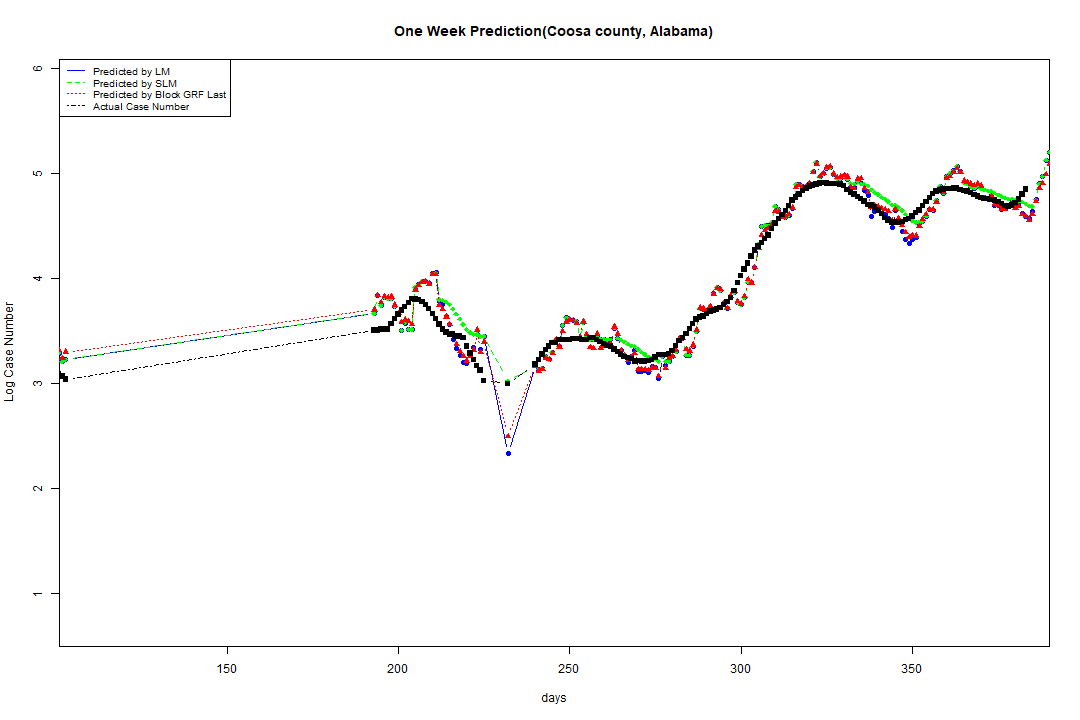 One Week Prediction(Coosa county, Alabama)
Predicted by LM
Predicted by SLM
Predicted by Block GRF Last
Actual Case Number
6
5
4
3
2
1
Log Case Number
150 200 250 300 350
days